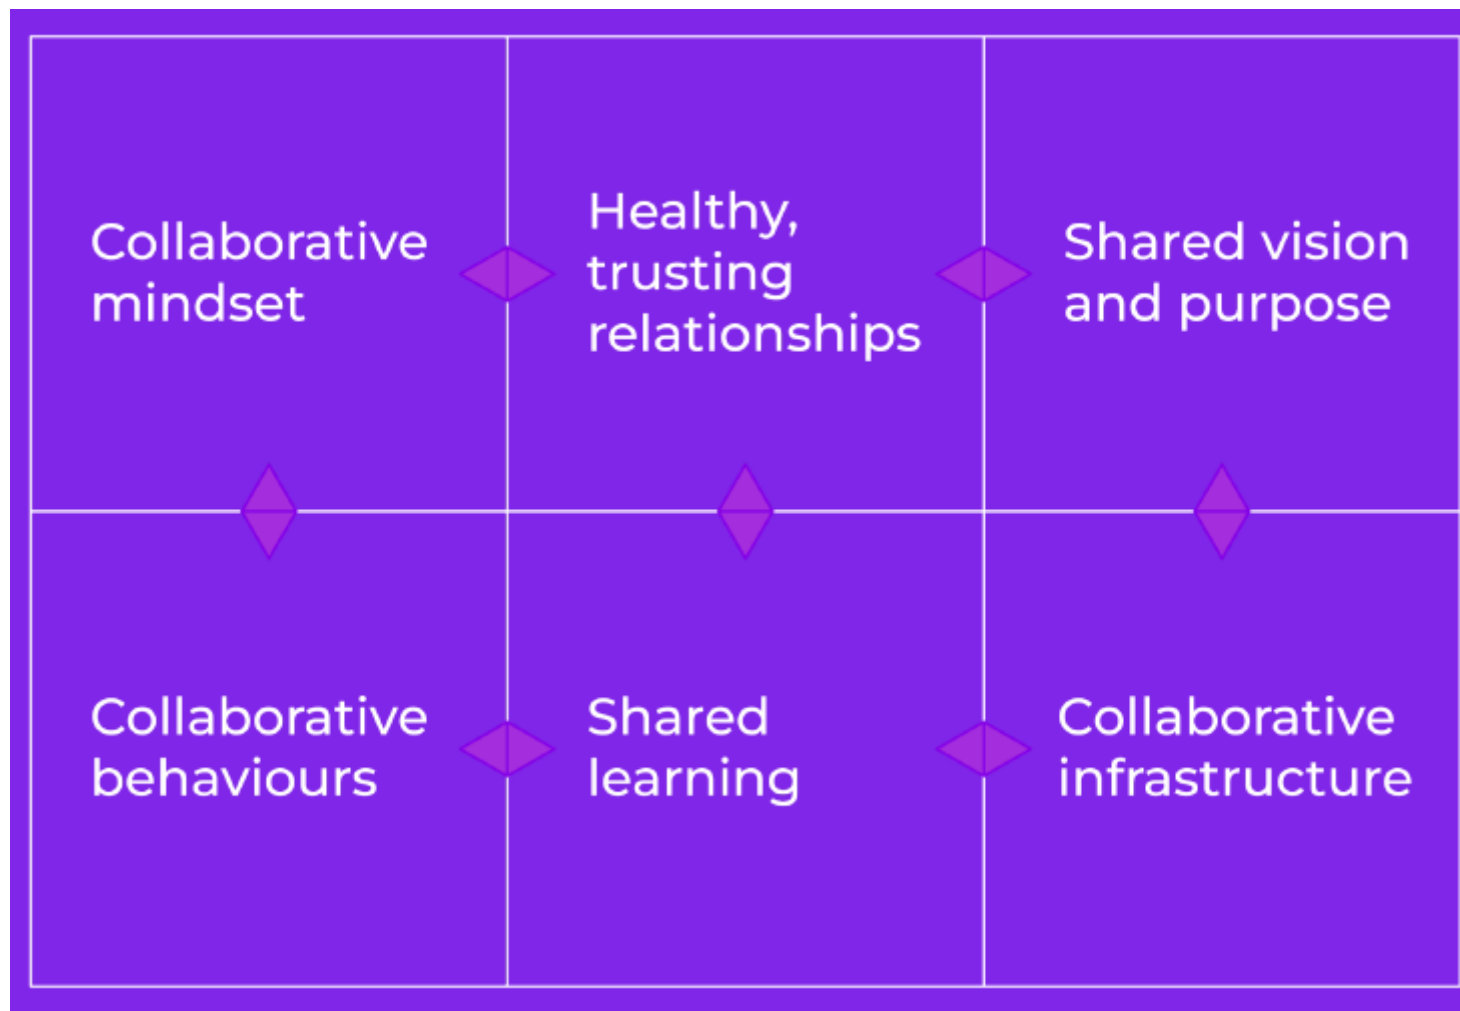 Collaborative
mindset
Healthy,
trusting
relationships
Shared vision
and purpose
Collaborative
behaviours
Shared
learning
Collaborative
infrastructure